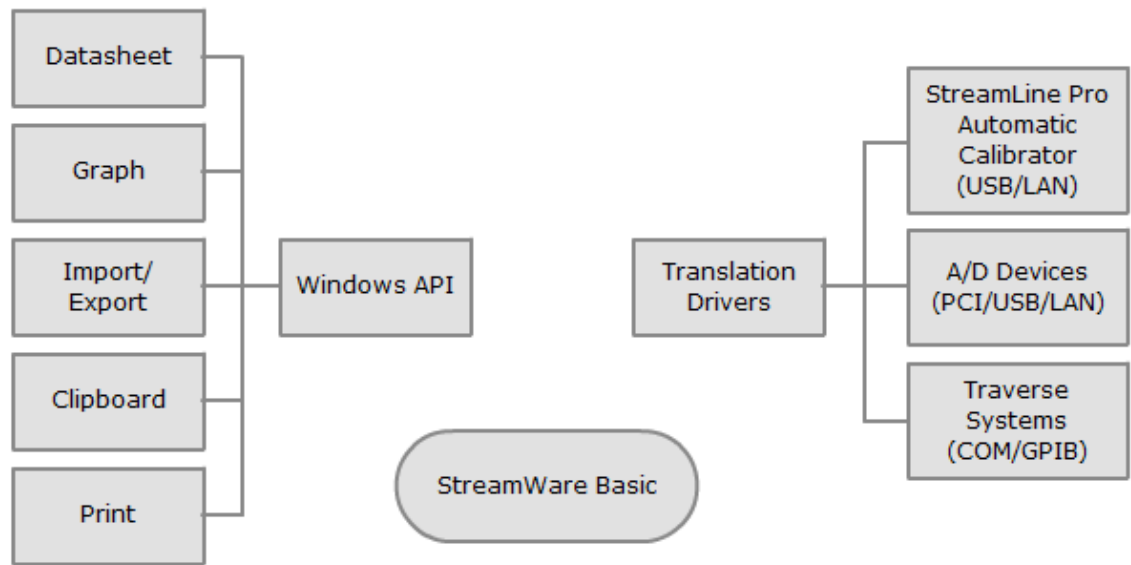 Datasheet
Graph
Import/
Export
Clipboard
Print
Windows API
StreamWare Basic
Translation
Drivers
StreamLine Pro
Automatic
Calibrator
(USB/LAN)
A/D Devices
(PCI/USB/LAN)
Traverse
Systems
(COM/GPIB)